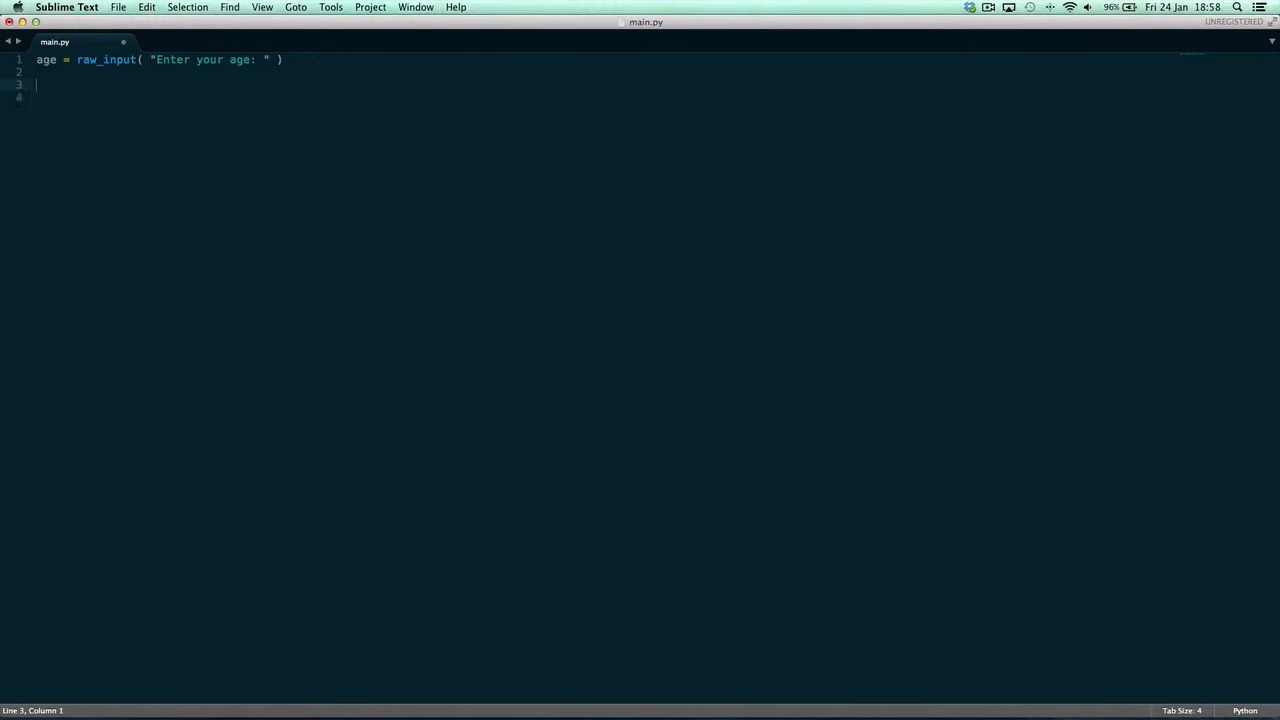 Sublime Text File Edit Selection Find View Goto Tools Project Window Help 96% Fri 24 Jan 18:58
main.py UNREGISTERED
main.py
1 age = raw_input( "Enter your age: " )
2
3
4
Line 3, Column 1 Tab Size: 4 Python